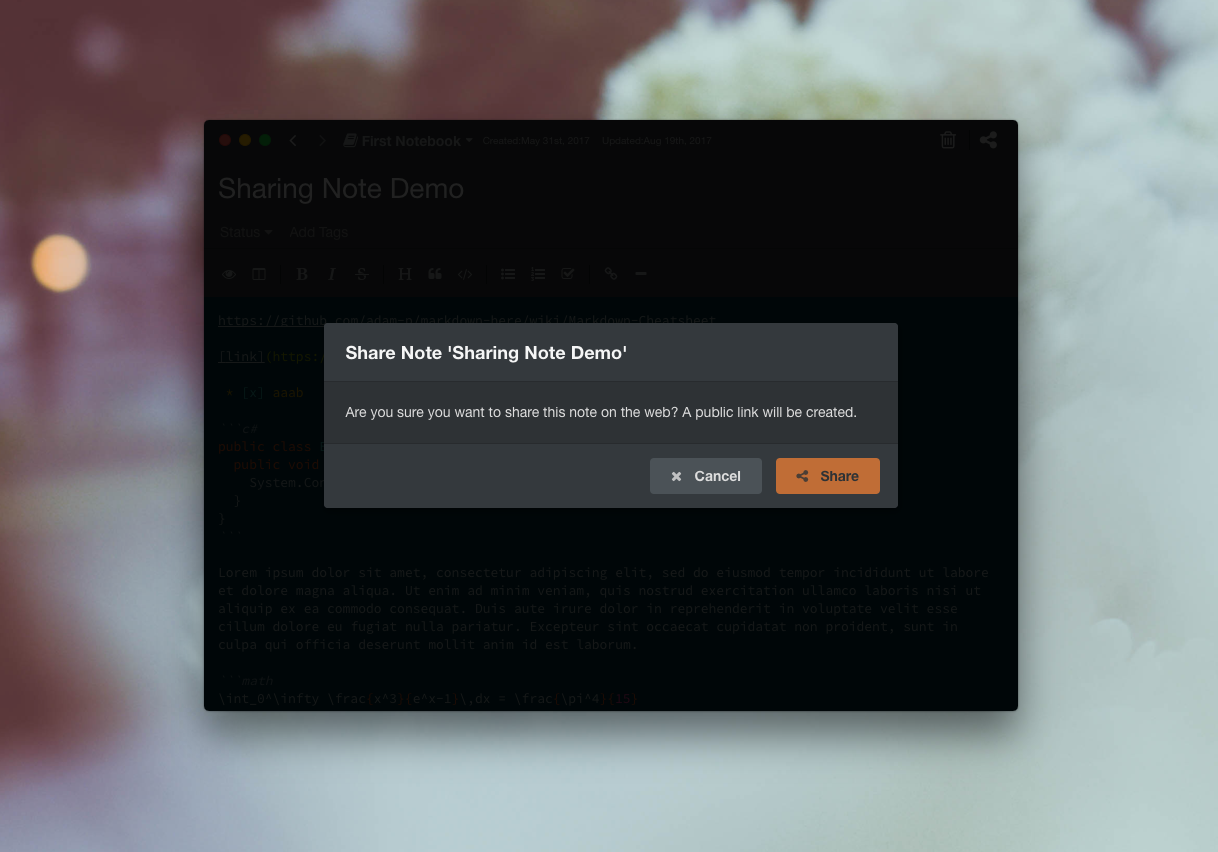 First Notebook Created:May 31st, 2017 Updated:Aug 19th, 2017
Sharing Note Demo
Status Add Tags
B I S H
https://github.com/adam-p/markdown-here/wiki/Markdown-Cheatsheet
[link](https:/
* [x] aaab
```c#
public class
public void
System.Con
}
}
```
Share Note 'Sharing Note Demo'
Are you sure you want to share this note on the web? A public link will be created.
Cancel Share
Lorem ipsum dolor sit amet, consectetur adipiscing elit, sed do eiusmod tempor incididunt ut labore
et dolore magna aliqua. Ut enim ad minim veniam, quis nostrud exercitation ullamco laboris nisi ut
aliquip ex ea commodo consequat. Duis aute irure dolor in reprehenderit in voluptate velit esse
cillum dolore eu fugiat nulla pariatur. Excepteur sint occaecat cupidatat non proident, sunt in
culpa qui officia deserunt mollit anim id est laborum.
```math
\int_0^\infty \frac{x^3}{e^x-1}\,dx = \frac{\pi^4}{15}